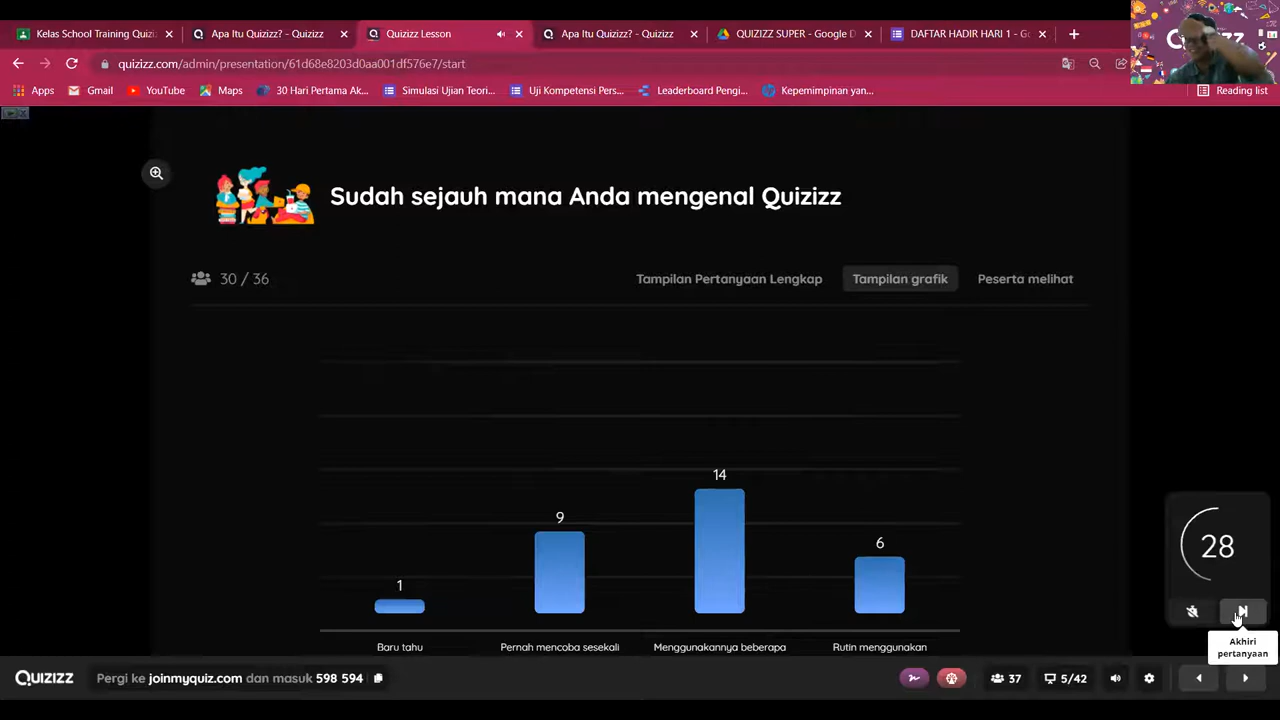 Kelas School Training Quizi
Apa Itu Quizizz? - Quizizz
Quizizz Lesson
Apa Itu Quizizz? - Quizizz
QUIZIZZ SUPER - Google D
DAFTAR HADIR HARI 1 - Go
quizizz.com/admin/presentation/61d68e8203d0aa001df576e7/start
Apps
Gmail
YouTube
Maps
30 Hari Pertama Ak...
Simulasi Ujian Teori...
Uji Kompetensi Pers...
Leaderboard Pengi...
Kepemimpinan yan...
Reading list
Sudah sejauh mana Anda mengenal Quizizz
30 / 36
Tampilan Pertanyaan Lengkap
Tampilan grafik
Peserta melihat
1
9
14
6
Baru tahu
Pernah mencoba sesekali
Menggunakannya beberapa
Rutin menggunakan
28
Akhiri
pertanyaan
Quizizz
Pergi ke joinmyquiz.com dan masuk 598 594
37
5/42